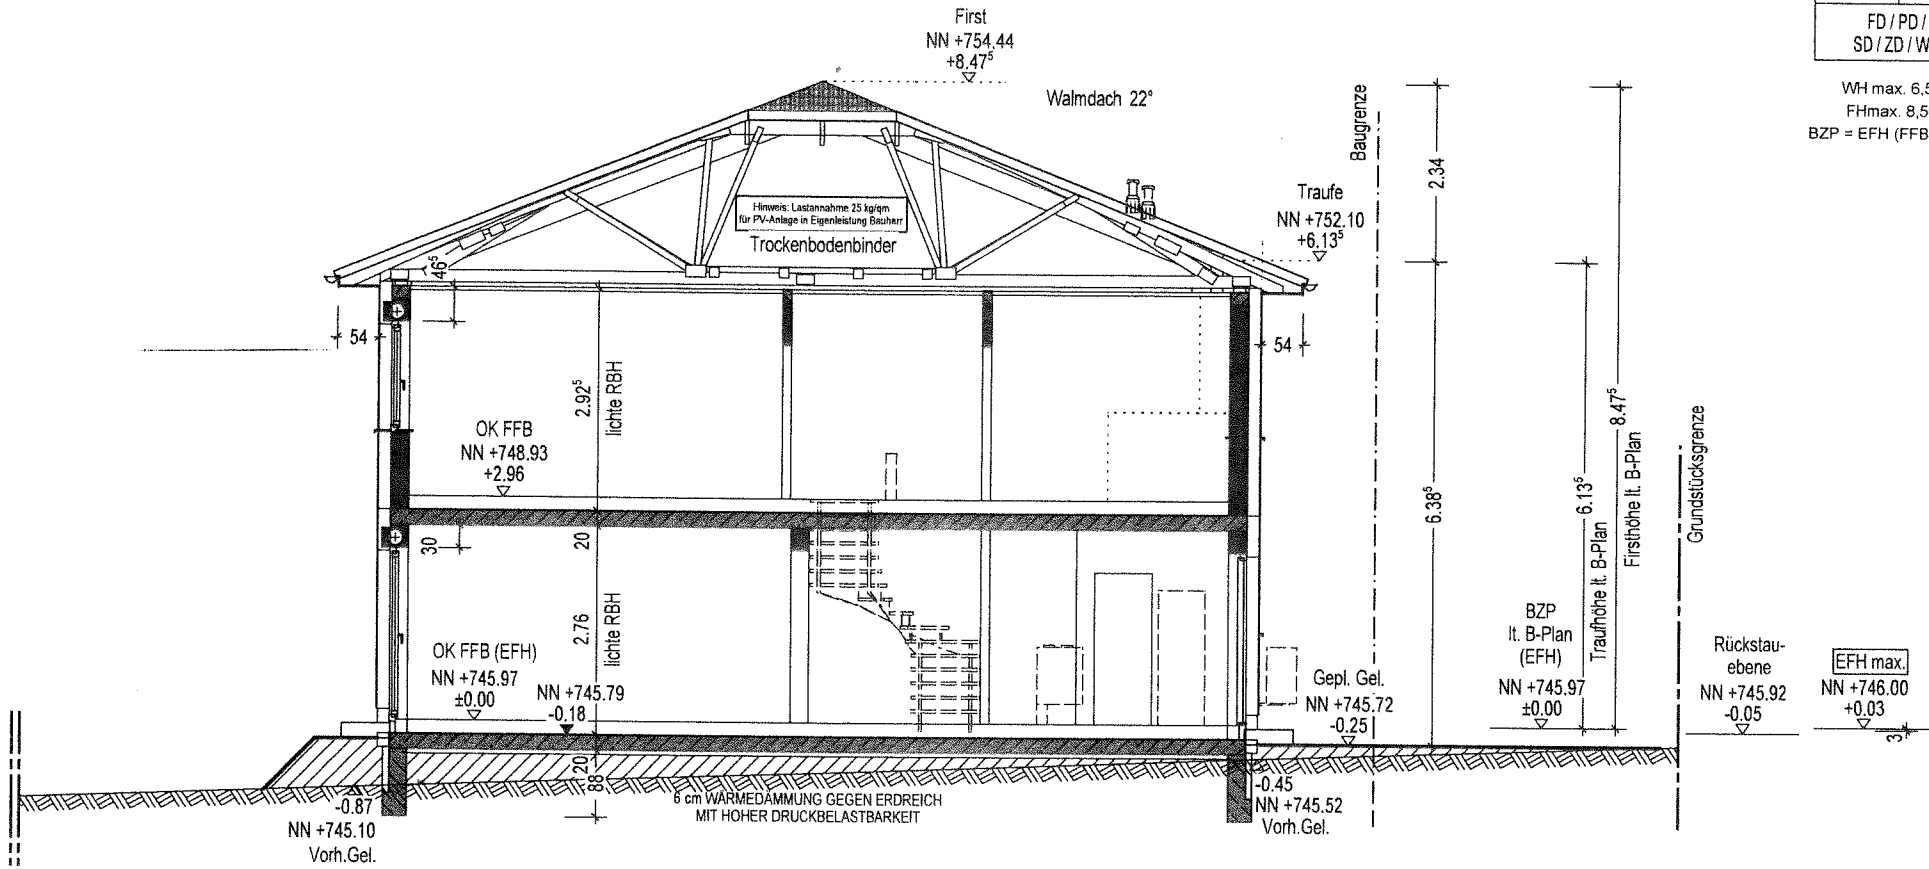 First
NN +754.44
+8.47⁵
Walmdach 22°
FD / PD /
SD / ZD / W
WH max. 6,5
FHmax. 8,5
BZP = EFH (FFB
Baugrenze
2.34
Traufe
NN +752.10
+6.13⁵
Hinweis: Lastannahme 25 kg/qm
für PV-Anlage in Eigenleistung Bauherr
Trockenbodenbinder
46⁵
54
54
2.92⁵
lichte RBH
OK FFB
NN +748.93
+2.96
8.47⁵
Firsthöhe lt. B-Plan
6.13⁵
Traufhöhe lt. B-Plan
6.38⁵
Grundstücksgrenze
30
20
2.76
lichte RBH
OK FFB (EFH)
NN +745.97
±0.00
NN +745.79
-0.18
Gepl. Gel.
NN +745.72
-0.25
BZP
lt. B-Plan
(EFH)
NN +745.97
±0.00
Rückstau-
ebene
NN +745.92
-0.05
EFH max.
NN +746.00
+0.03
3
20
88
-0.87
NN +745.10
Vorh.Gel.
6 cm WÄRMEDÄMMUNG GEGEN ERDREICH
MIT HOHER DRUCKBELASTBARKEIT
-0.45
NN +745.52
Vorh.Gel.